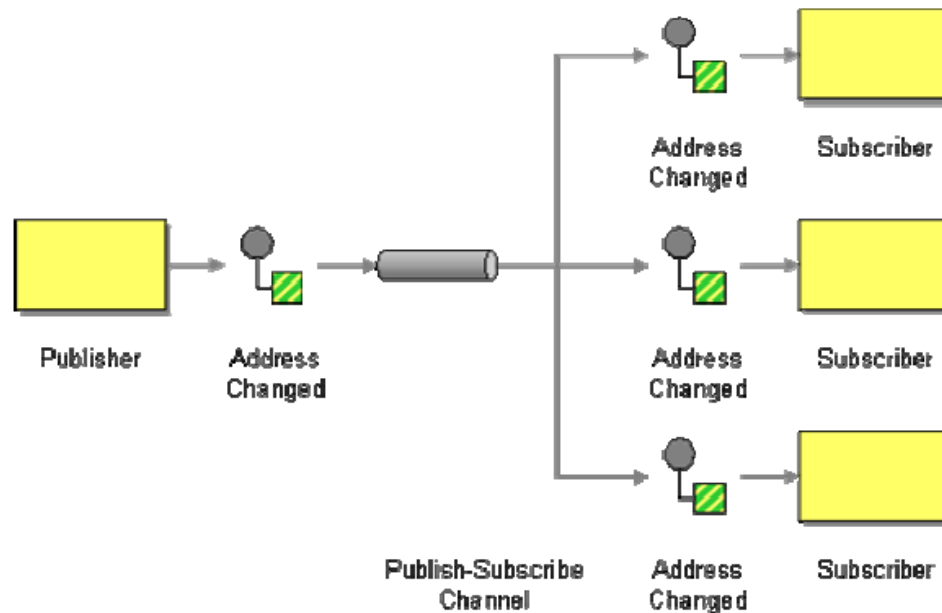 Address
Changed
Subscriber
Publisher
Address
Changed
Address
Changed
Subscriber
Publish-Subscribe
Channel
Address
Changed
Subscriber